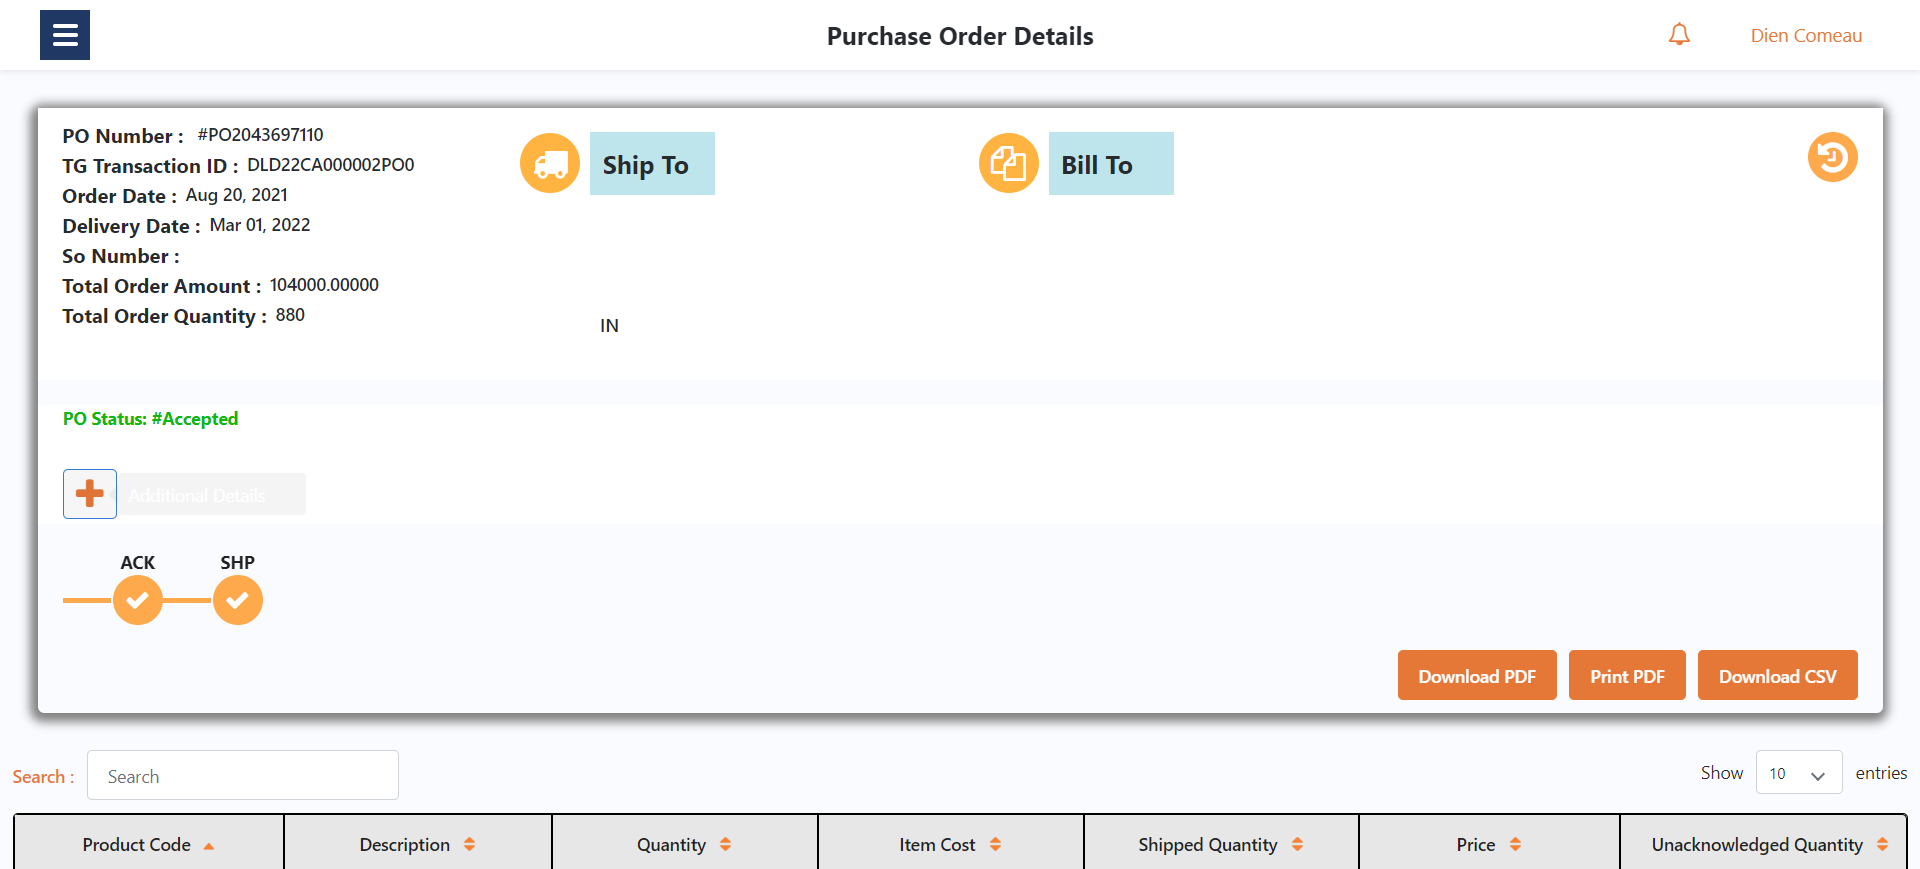 Purchase Order Details
Dien Comeau
PO Number : #PO2043697110
TG Transaction ID : DLD22CA000002PO0
Order Date : Aug 20, 2021
Delivery Date : Mar 01, 2022
So Number :
Total Order Amount : 104000.00000
Total Order Quantity : 880
Ship To
IN
Bill To
PO Status: #Accepted
Additional Details
ACK SHP
Download PDF Print PDF Download CSV
Search : Search
Show 10 entries
Product Code Description Quantity Item Cost Shipped Quantity Price Unacknowledged Quantity